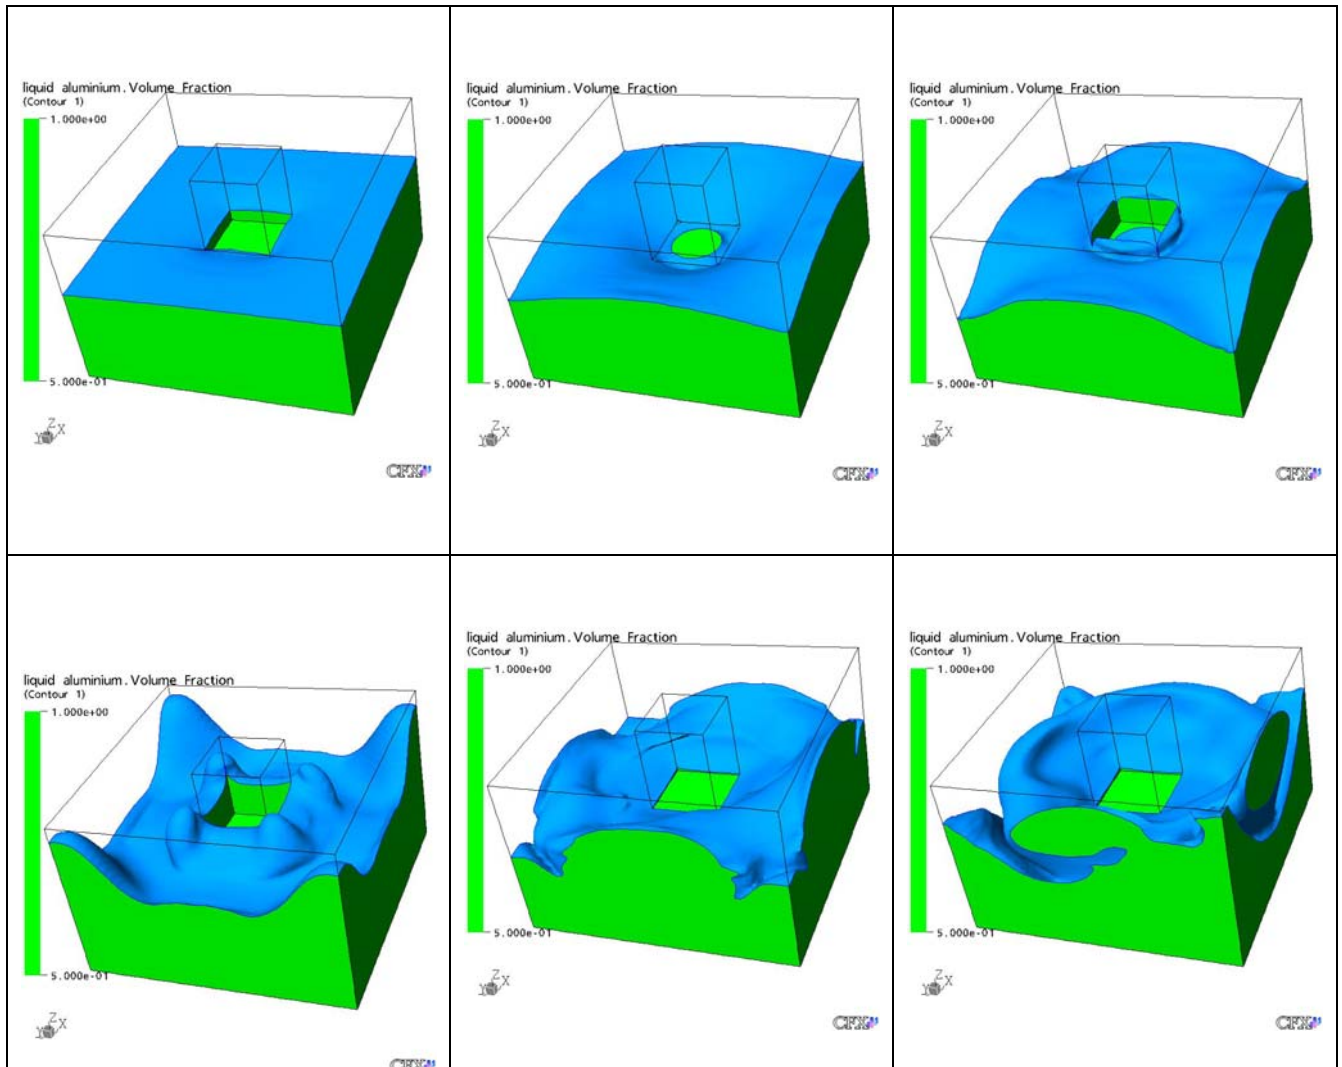 liquid aluminium.Volume Fraction
(Contour 1)
1.000e+00
5.000e-01
Z
X
Y
CFX
liquid aluminium.Volume Fraction
(Contour 1)
1.000e+00
5.000e-01
Z
X
Y
CFX
liquid aluminium.Volume Fraction
(Contour 1)
1.000e+00
5.000e-01
Z
X
Y
CFX
liquid aluminium.Volume Fraction
(Contour 1)
1.000e+00
5.000e-01
Z
X
Y
CFX
liquid aluminium.Volume Fraction
(Contour 1)
1.000e+00
5.000e-01
Z
X
Y
CFX
liquid aluminium.Volume Fraction
(Contour 1)
1.000e+00
5.000e-01
Z
X
Y
CFX